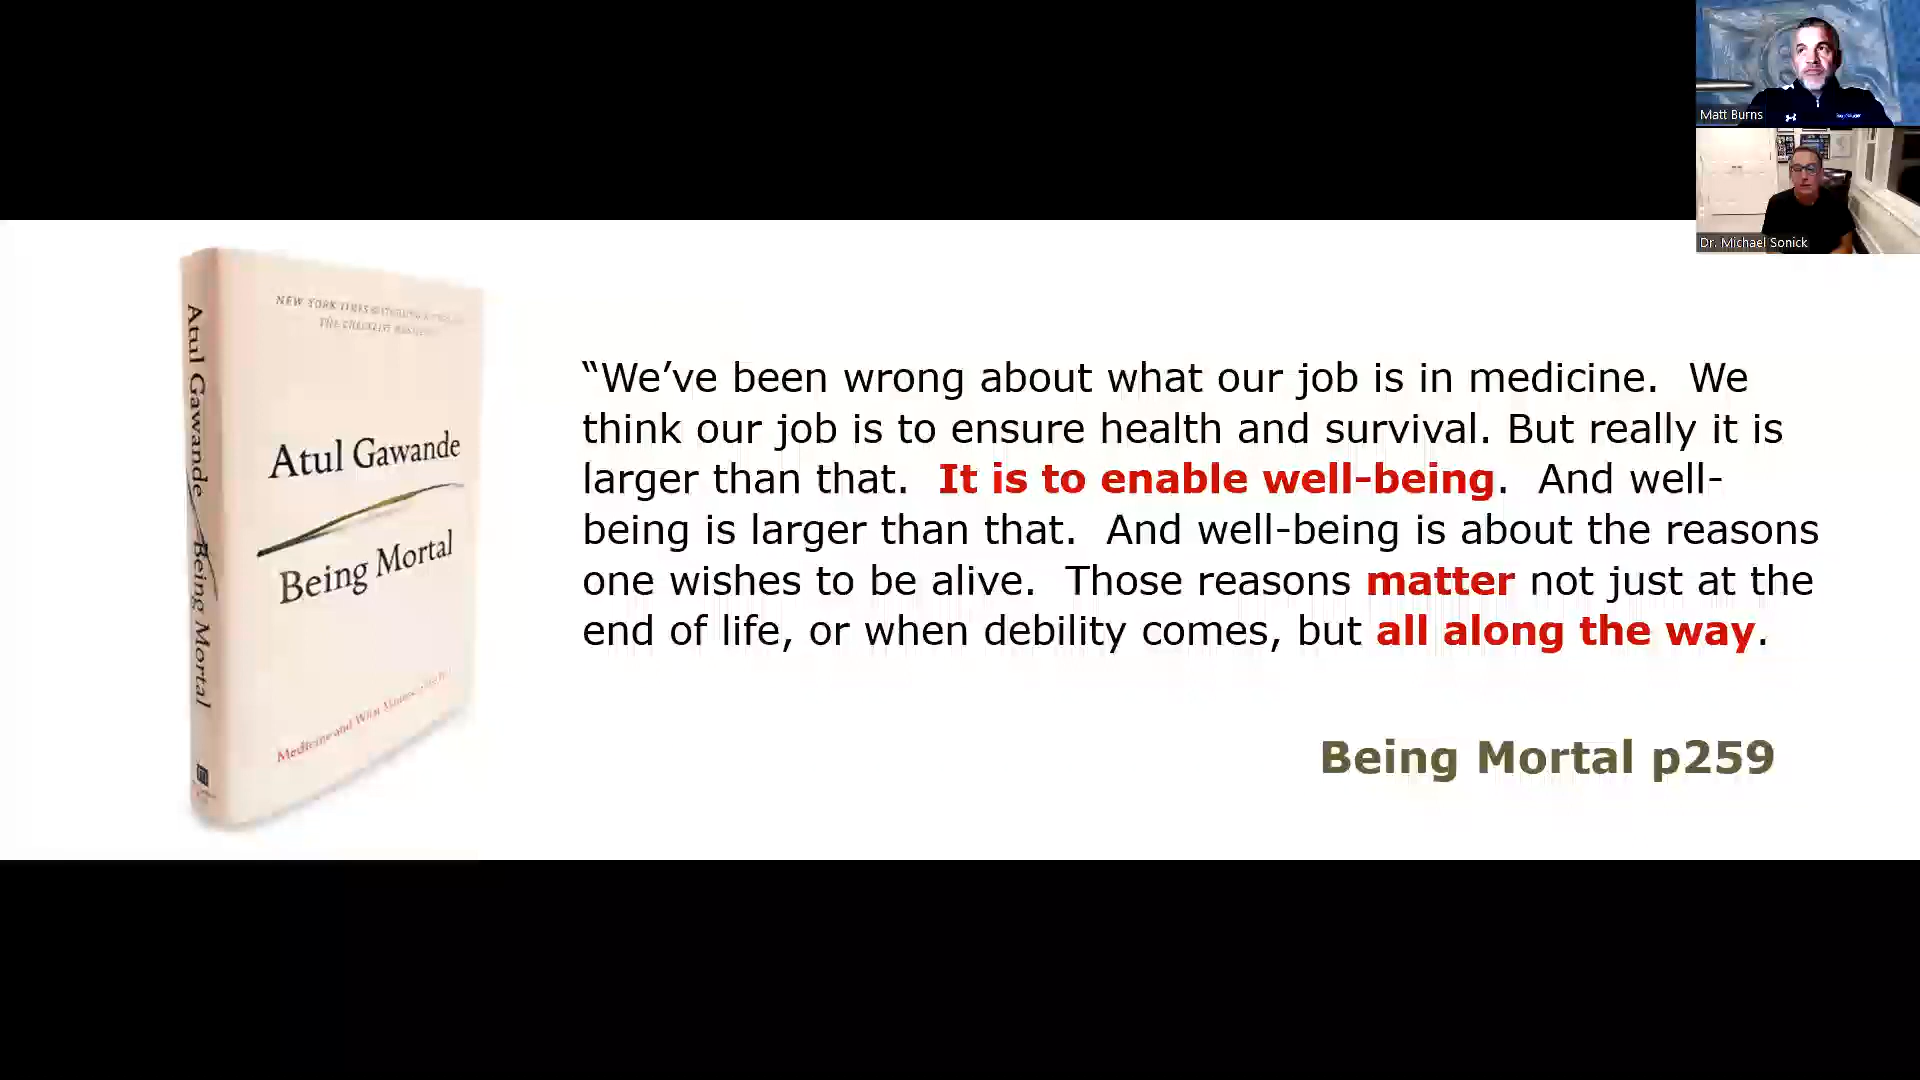 Matt Burns
Dr. Michael Sonick
Atul Gawande Being Mortal
NEW YORK TIMES
THE CHECKLIST
Atul Gawande
Being Mortal
Medicine and What
“We’ve been wrong about what our job is in medicine.  We
think our job is to ensure health and survival. But really it is
larger than that.  It is to enable well-being.  And well-
being is larger than that.  And well-being is about the reasons
one wishes to be alive.  Those reasons matter not just at the
end of life, or when debility comes, but all along the way.
Being Mortal p259